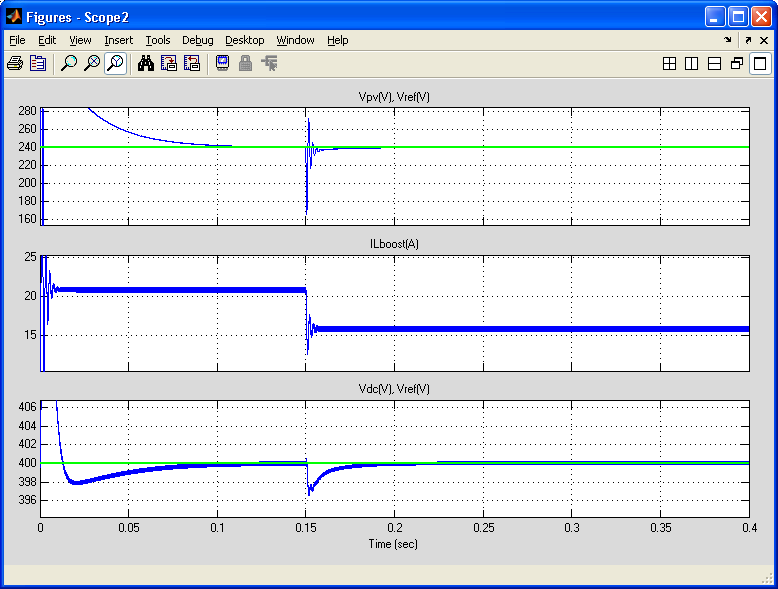 Figures - Scope2
File Edit View Insert Tools Debug Desktop Window Help
Vpv(V), Vref(V)
280
260
240
220
200
180
160
ILboost(A)
25
20
15
Vdc(V), Vref(V)
406
404
402
400
398
396
0 0.05 0.1 0.15 0.2 0.25 0.3 0.35 0.4
Time (sec)